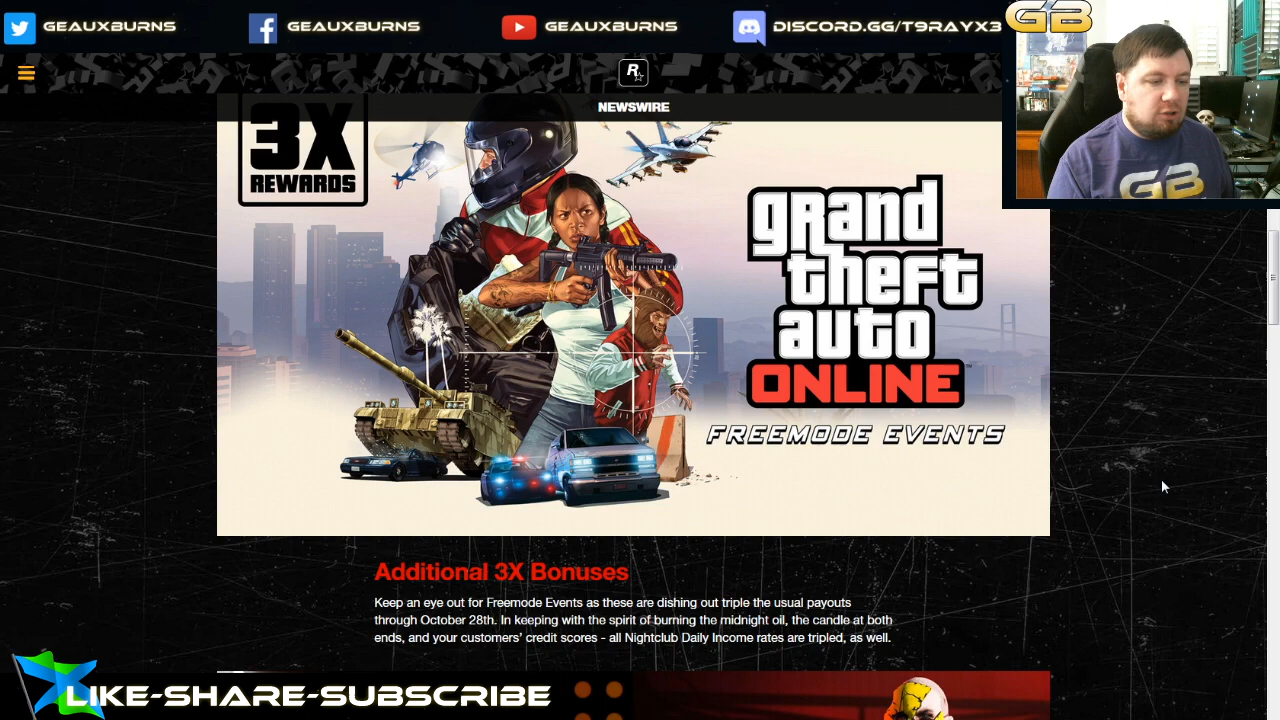 GEAUXBURNS GEAUXBURNS GEAUXBURNS DISCORD.GG/T9RAYX3
GB
R
NEWSWIRE
3X
REWARDS
grand
theft
auto
ONLINE
FREEMODE EVENTS
GB
Additional 3X Bonuses
Keep an eye out for Freemode Events as these are dishing out triple the usual payouts
through October 28th. In keeping with the spirit of burning the midnight oil, the candle at both
ends, and your customers' credit scores - all Nightclub Daily Income rates are tripled, as well.
LIKE-SHARE-SUBSCRIBE